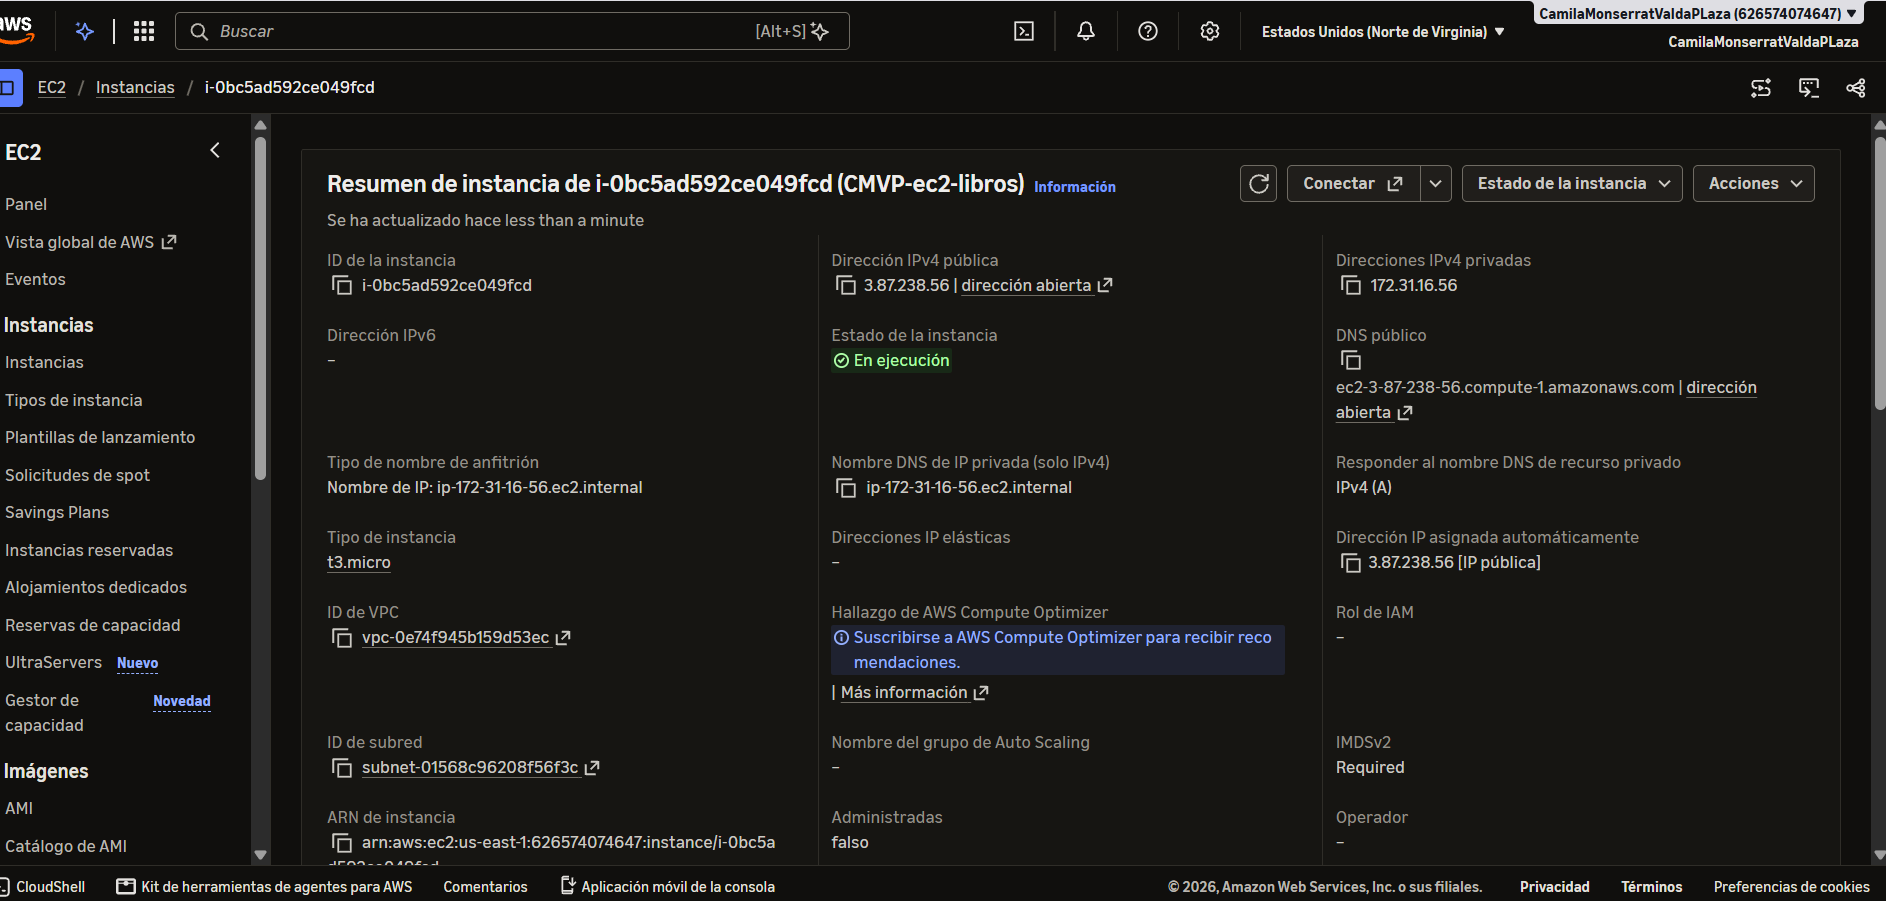 aws
Buscar
[Alt+S]
Estados Unidos (Norte de Virginia)
CamilaMonserratValdaPLaza (626574074647)
CamilaMonserratValdaPLaza
EC2 / Instancias / i-0bc5ad592ce049fcd
EC2
Panel
Vista global de AWS
Eventos
Instancias
Instancias
Tipos de instancia
Plantillas de lanzamiento
Solicitudes de spot
Savings Plans
Instancias reservadas
Alojamientos dedicados
Reservas de capacidad
UltraServers Nuevo
Gestor de capacidad Novedad
Imágenes
AMI
Catálogo de AMI
Resumen de instancia de i-0bc5ad592ce049fcd (CMVP-ec2-libros) Información
Conectar
Estado de la instancia
Acciones
Se ha actualizado hace less than a minute
ID de la instancia
i-0bc5ad592ce049fcd
Dirección IPv4 pública
3.87.238.56 | dirección abierta
Direcciones IPv4 privadas
172.31.16.56
Dirección IPv6
–
Estado de la instancia
En ejecución
DNS público
ec2-3-87-238-56.compute-1.amazonaws.com | dirección
abierta
Tipo de nombre de anfitrión
Nombre de IP: ip-172-31-16-56.ec2.internal
Nombre DNS de IP privada (solo IPv4)
ip-172-31-16-56.ec2.internal
Responder al nombre DNS de recurso privado
IPv4 (A)
Tipo de instancia
t3.micro
Direcciones IP elásticas
–
Dirección IP asignada automáticamente
3.87.238.56 [IP pública]
ID de VPC
vpc-0e74f945b159d53ec
Hallazgo de AWS Compute Optimizer
Suscribirse a AWS Compute Optimizer para recibir reco
mendaciones.
| Más información
Rol de IAM
–
ID de subred
subnet-01568c96208f56f3c
Nombre del grupo de Auto Scaling
–
IMDSv2
Required
ARN de instancia
arn:aws:ec2:us-east-1:626574074647:instance/i-0bc5a
d592ce049fcd
Administradas
falso
Operador
–
CloudShell
Kit de herramientas de agentes para AWS
Comentarios
Aplicación móvil de la consola
© 2026, Amazon Web Services, Inc. o sus filiales.
Privacidad
Términos
Preferencias de cookies